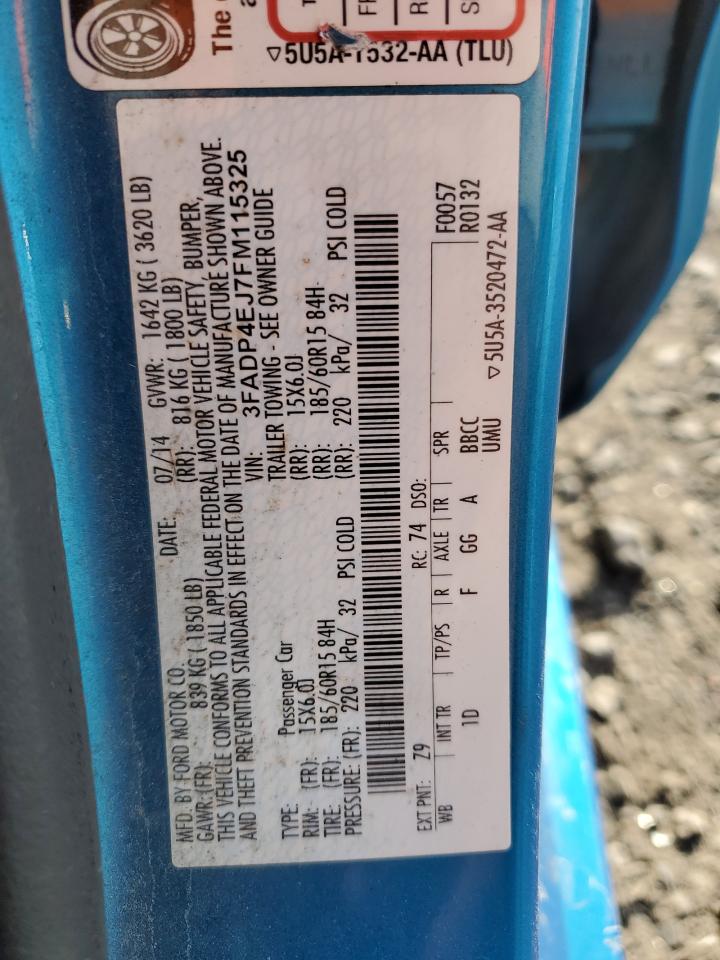 The
a
T
FR
R
S
▽5U5A-1532-AA (TLU)
MFD. BY FORD MOTOR CO. DATE: 07/14 GVWR: 1642 KG ( 3620 LB)
GAWR:(FR): 839 KG ( 1850 LB) (RR): 816 KG ( 1800 LB)
THIS VEHICLE CONFORMS TO ALL APPLICABLE FEDERAL MOTOR VEHICLE SAFETY, BUMPER,
AND THEFT PREVENTION STANDARDS IN EFFECT ON THE DATE OF MANUFACTURE SHOWN ABOVE.
VIN: 3FADP4EJ7FM115325
TYPE: Passenger Car TRAILER TOWING - SEE OWNER GUIDE
RIM: (FR): 15X6.0J (RR): 15X6.0J
TIRE: (FR): 185/60R15 84H (RR): 185/60R15 84H
PRESSURE: (FR): 220 kPa/ 32 PSI COLD (RR): 220 kPa/ 32 PSI COLD
EXT PNT: Z9 RC: 74 DSO: F0057
WB INT TR TP/PS R AXLE TR SPR R0132
1D F GG A BBCC
UMU
▽5U5A-3520472-AA